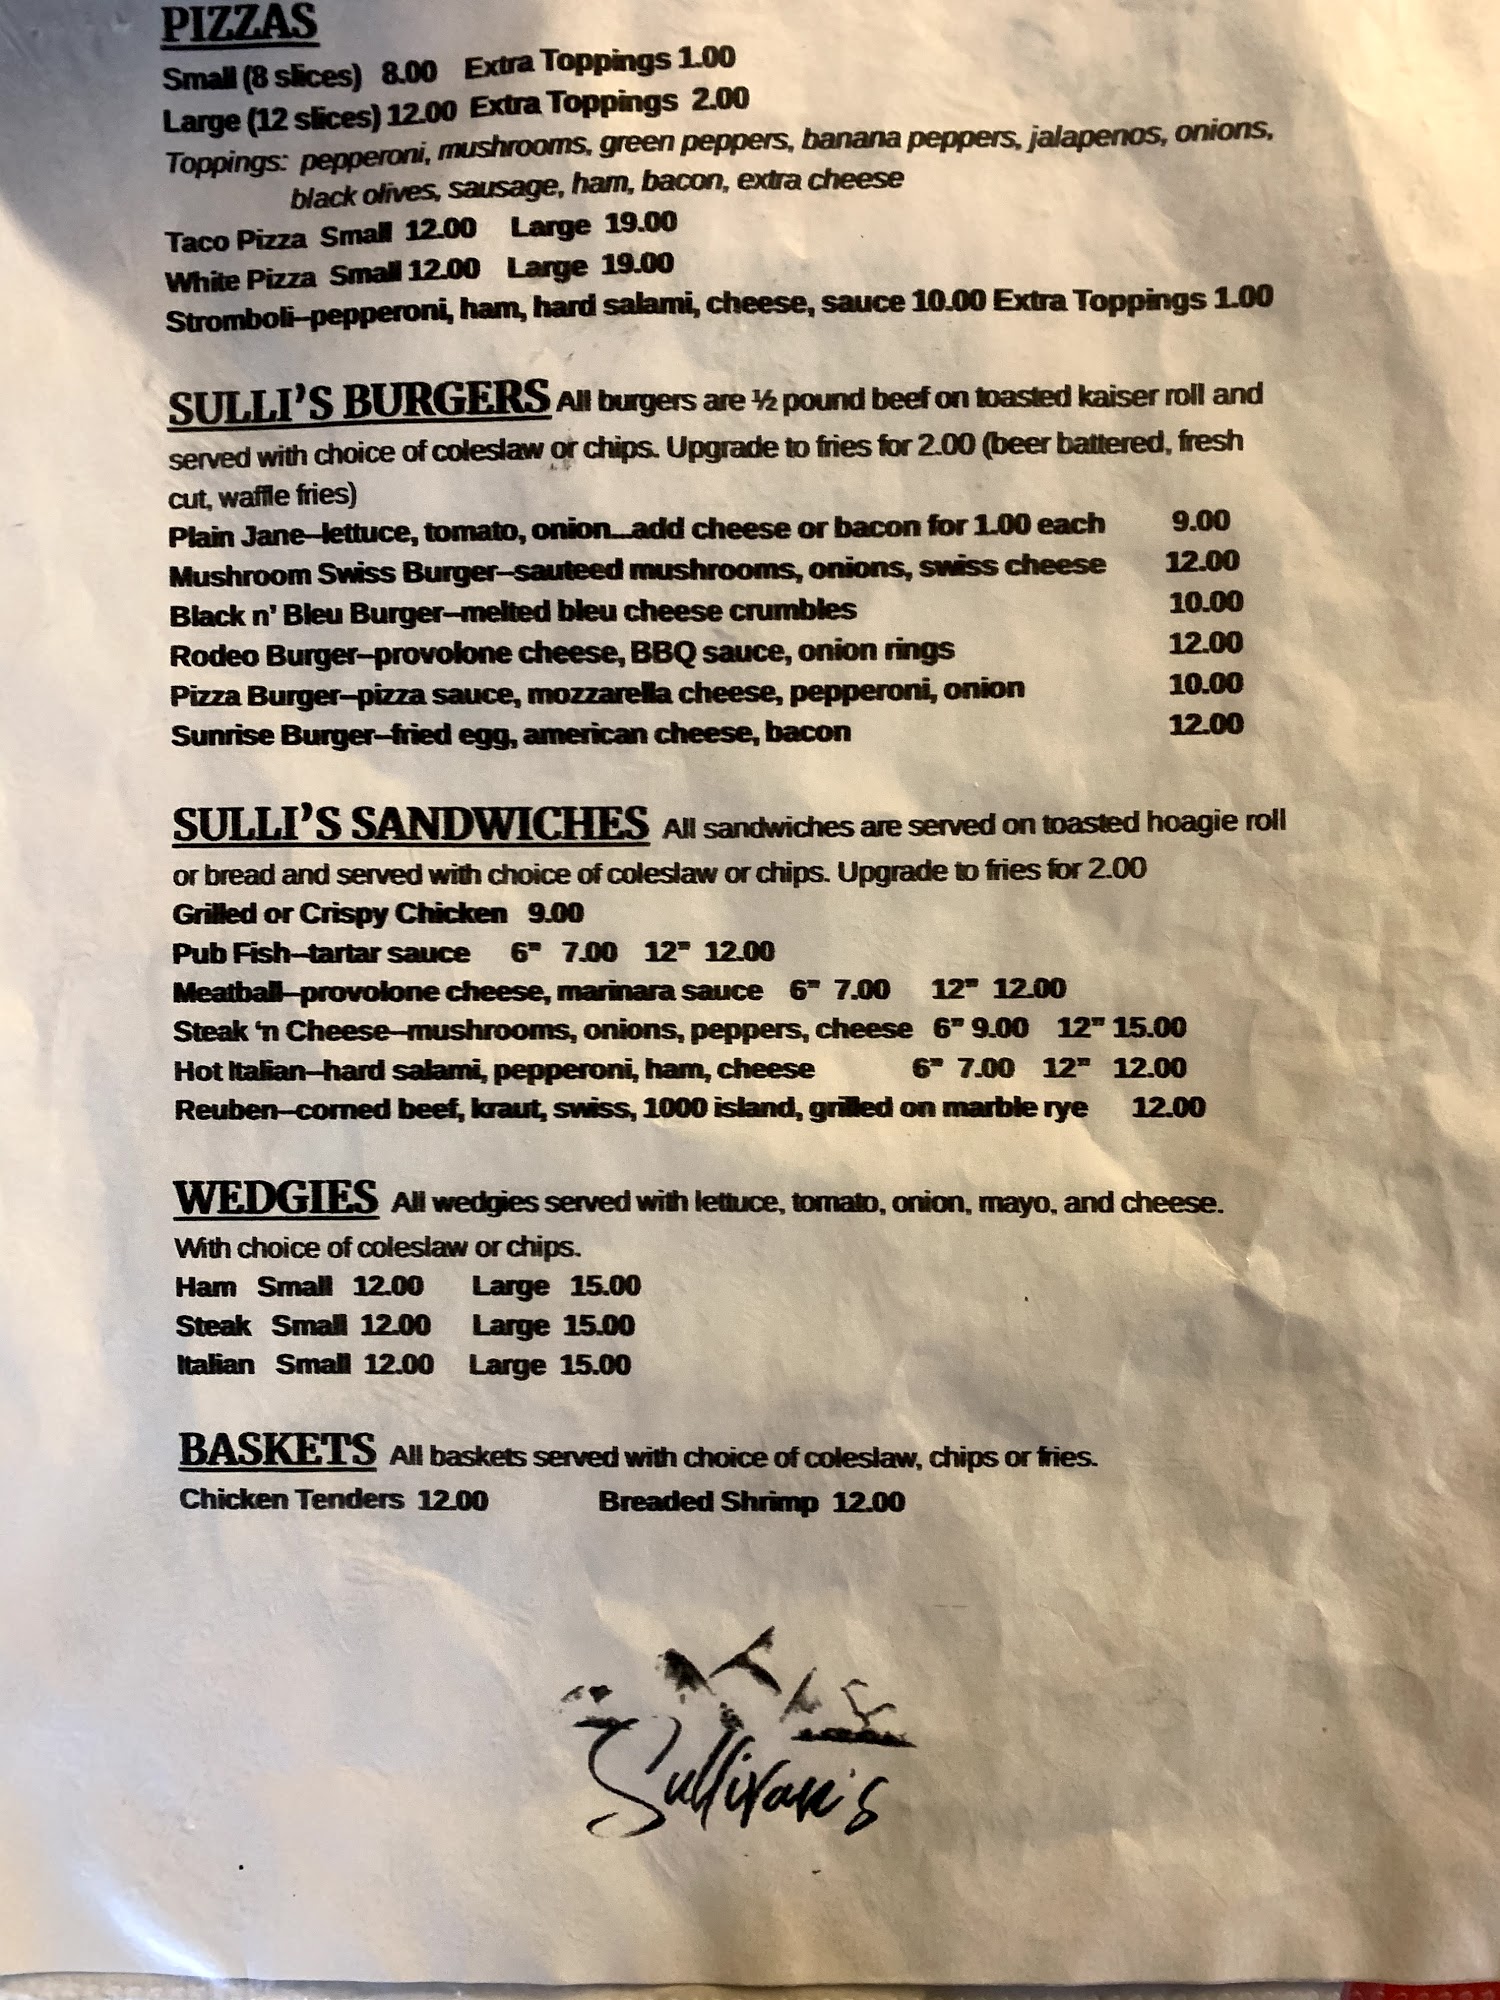 PIZZAS
Small (8 slices) 8.00 Extra Toppings 1.00
Large (12 slices) 12.00 Extra Toppings 2.00
Toppings: pepperoni, mushrooms, green peppers, banana peppers, jalapenos, onions,
black olives, sausage, ham, bacon, extra cheese
Taco Pizza Small 12.00 Large 19.00
White Pizza Small 12.00 Large 19.00
Stromboli–pepperoni, ham, hard salami, cheese, sauce 10.00 Extra Toppings 1.00
SULLI'S BURGERS All burgers are ½ pound beef on toasted kaiser roll and
served with choice of coleslaw or chips. Upgrade to fries for 2.00 (beer battered, fresh
cut, waffle fries)
Plain Jane–lettuce, tomato, onion...add cheese or bacon for 1.00 each 9.00
Mushroom Swiss Burger–sauteed mushrooms, onions, swiss cheese 12.00
Black n' Bleu Burger–melted bleu cheese crumbles 10.00
Rodeo Burger–provolone cheese, BBQ sauce, onion rings 12.00
Pizza Burger–pizza sauce, mozzarella cheese, pepperoni, onion 10.00
Sunrise Burger–fried egg, american cheese, bacon 12.00
SULLI'S SANDWICHES All sandwiches are served on toasted hoagie roll
or bread and served with choice of coleslaw or chips. Upgrade to fries for 2.00
Grilled or Crispy Chicken 9.00
Pub Fish–tartar sauce 6" 7.00 12" 12.00
Meatball–provolone cheese, marinara sauce 6" 7.00 12" 12.00
Steak 'n Cheese–mushrooms, onions, peppers, cheese 6" 9.00 12" 15.00
Hot Italian–hard salami, pepperoni, ham, cheese 6" 7.00 12" 12.00
Reuben–corned beef, kraut, swiss, 1000 island, grilled on marble rye 12.00
WEDGIES All wedgies served with lettuce, tomato, onion, mayo, and cheese.
With choice of coleslaw or chips.
Ham Small 12.00 Large 15.00
Steak Small 12.00 Large 15.00
Italian Small 12.00 Large 15.00
BASKETS All baskets served with choice of coleslaw, chips or fries.
Chicken Tenders 12.00 Breaded Shrimp 12.00
Sullivan's